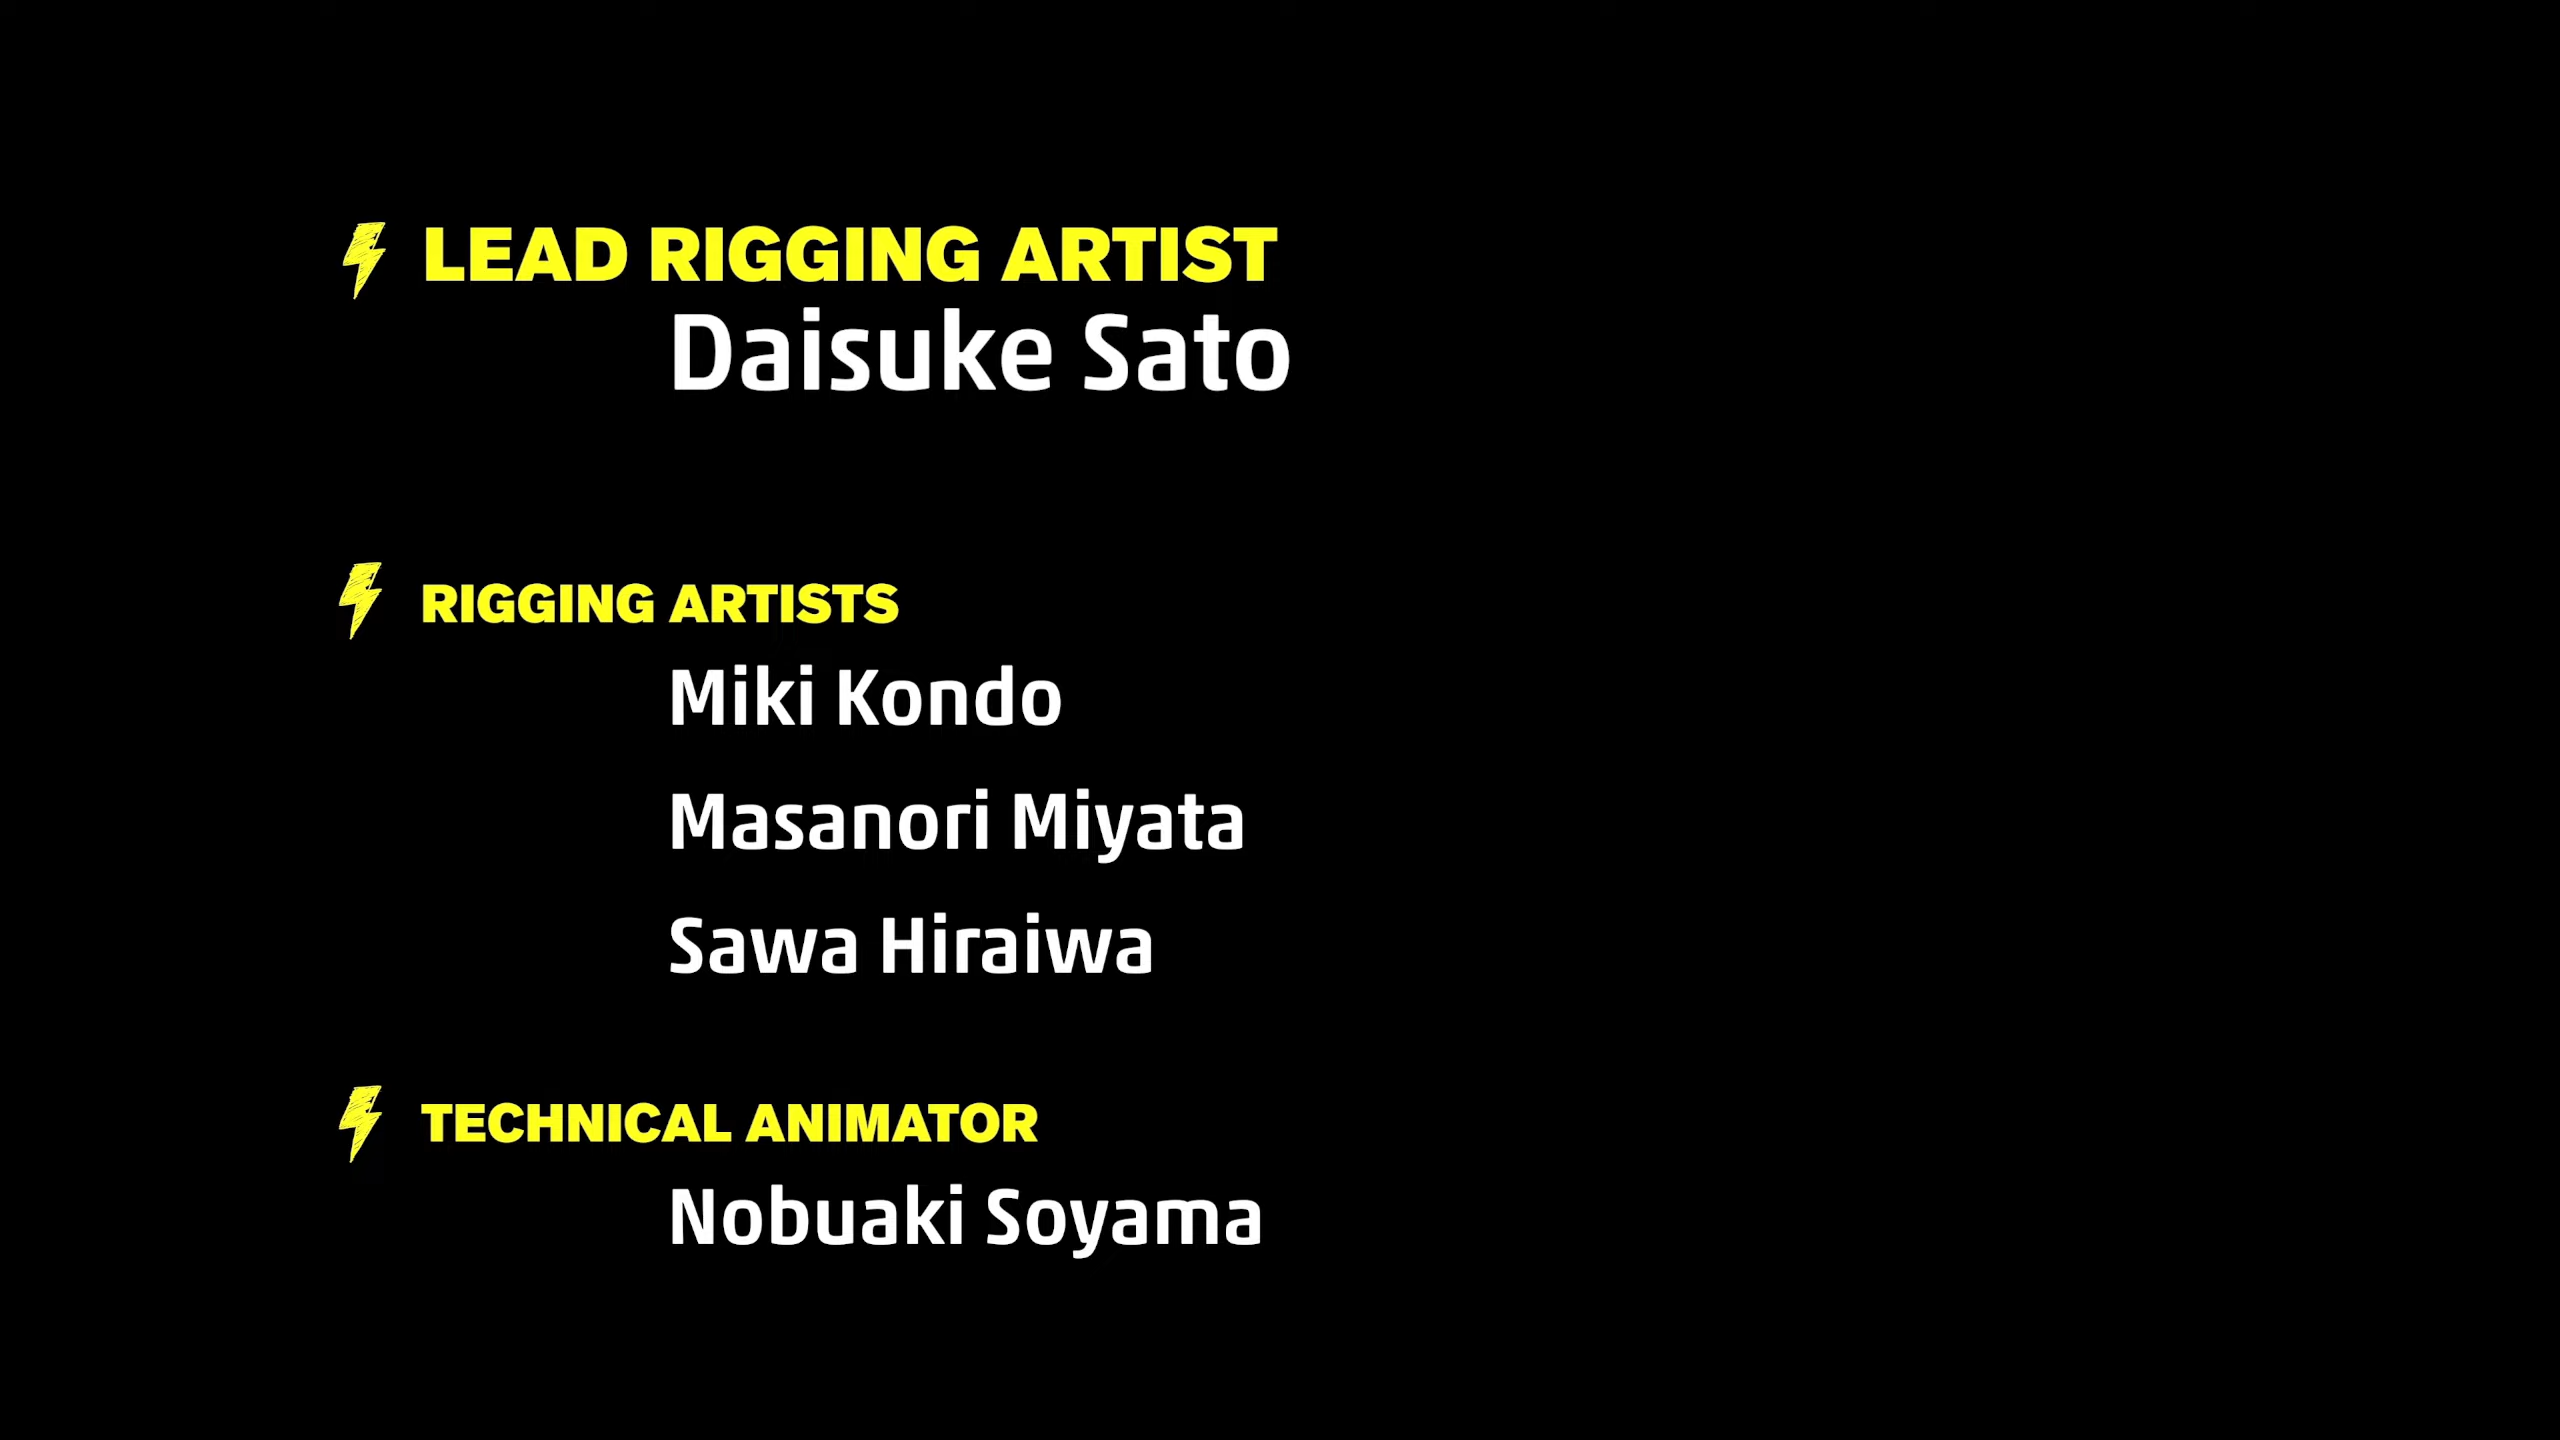 LEAD RIGGING ARTIST
Daisuke Sato
RIGGING ARTISTS
Miki Kondo
Masanori Miyata
Sawa Hiraiwa
TECHNICAL ANIMATOR
Nobuaki Soyama